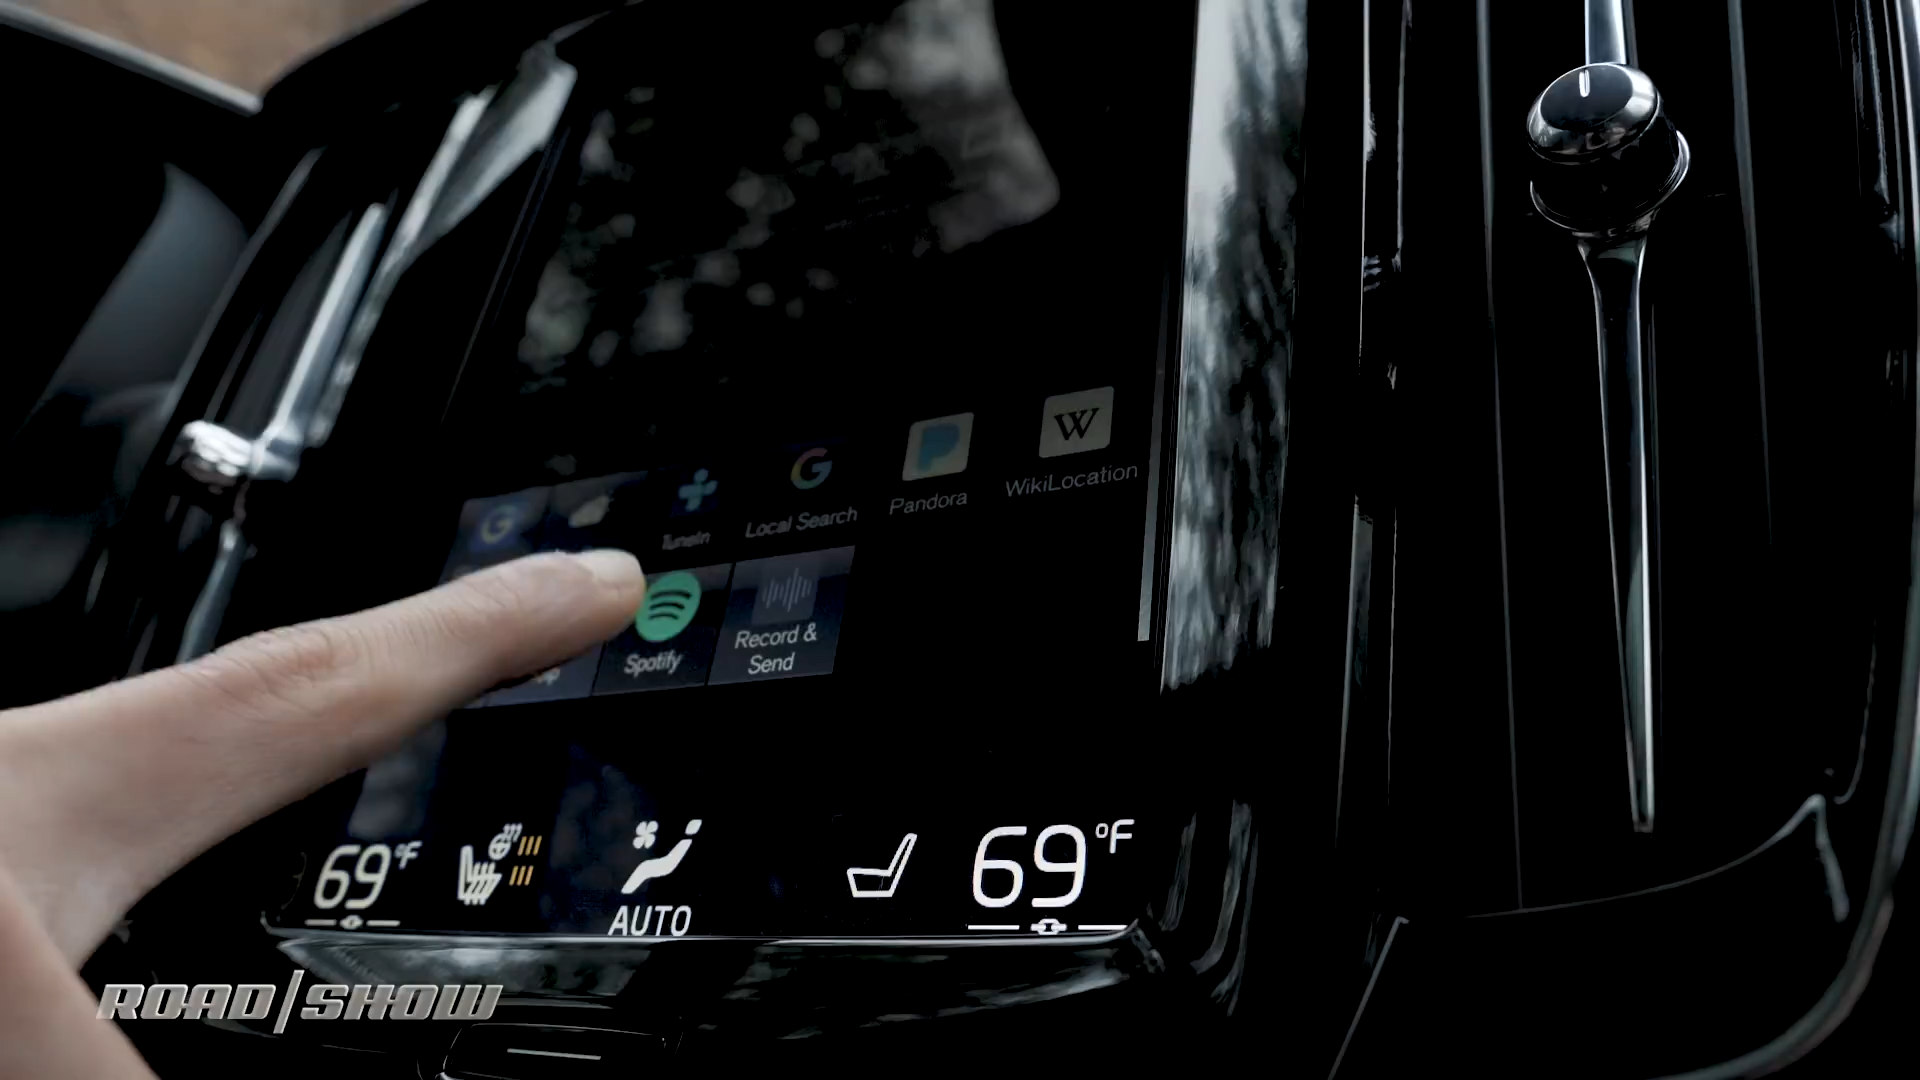 WikiLocation
Pandora
Local Search
TuneIn
Spotify
Record &
Send
69°F
AUTO
69°F
ROAD/SHOW